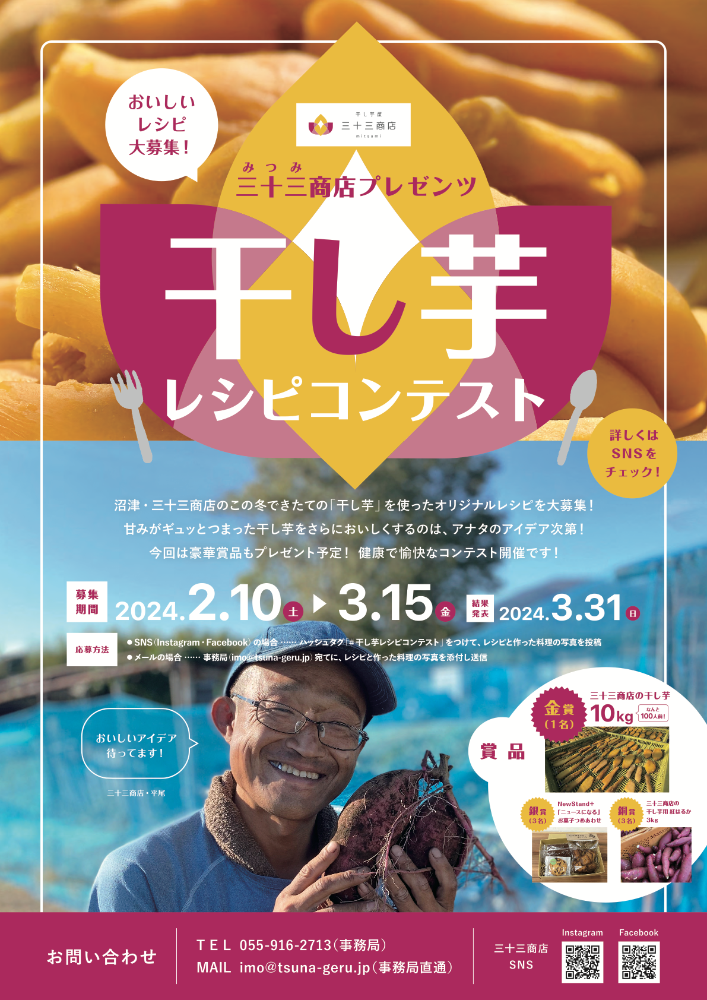 おいしい
レシピ
大募集！
干し芋屋
三十三商店
mitsumi
みつみ
三十三商店プレゼンツ
干し芋
レシピコンテスト
詳しくは
SNSを
チェック！
沼津・三十三商店のこの冬できたての「干し芋」を使ったオリジナルレシピを大募集！
甘みがギュッとつまった干し芋をさらにおいしくするのは、アナタのアイデア次第！
今回は豪華賞品もプレゼント予定！ 健康で愉快なコンテスト開催です！
募集
期間
2024.2.10土▶3.15金
結果
発表
2024.3.31日
応募方法
●SNS（Instagram・Facebook）の場合 …… ハッシュタグ「＃干し芋レシピコンテスト」をつけて、レシピと作った料理の写真を投稿
●メールの場合 …… 事務局（imo@tsuna-geru.jp）宛てに、レシピと作った料理の写真を添付し送信
おいしいアイデア
待ってます！
三十三商店・平尾
賞品
金賞
（1名）
三十三商店の干し芋
10kg
なんと
100人前！
銀賞
（3名）
NewStand＋
「ニュースになる」
お菓子つめあわせ
銅賞
（3名）
三十三商店の
干し芋用 紅はるか
3kg
お問い合わせ
TEL 055-916-2713（事務局）
MAIL imo@tsuna-geru.jp（事務局直通）
三十三商店
SNS
Instagram
Facebook